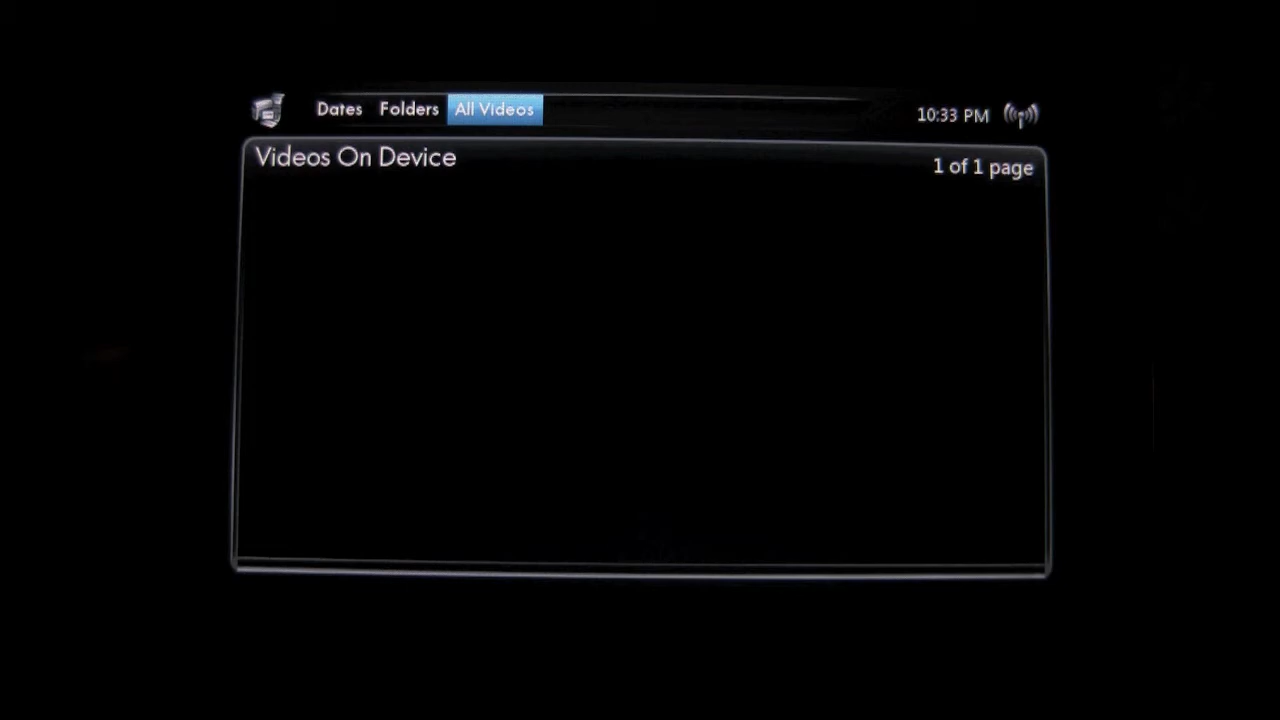 Dates Folders All Videos 10:33 PM
Videos On Device 1 of 1 page